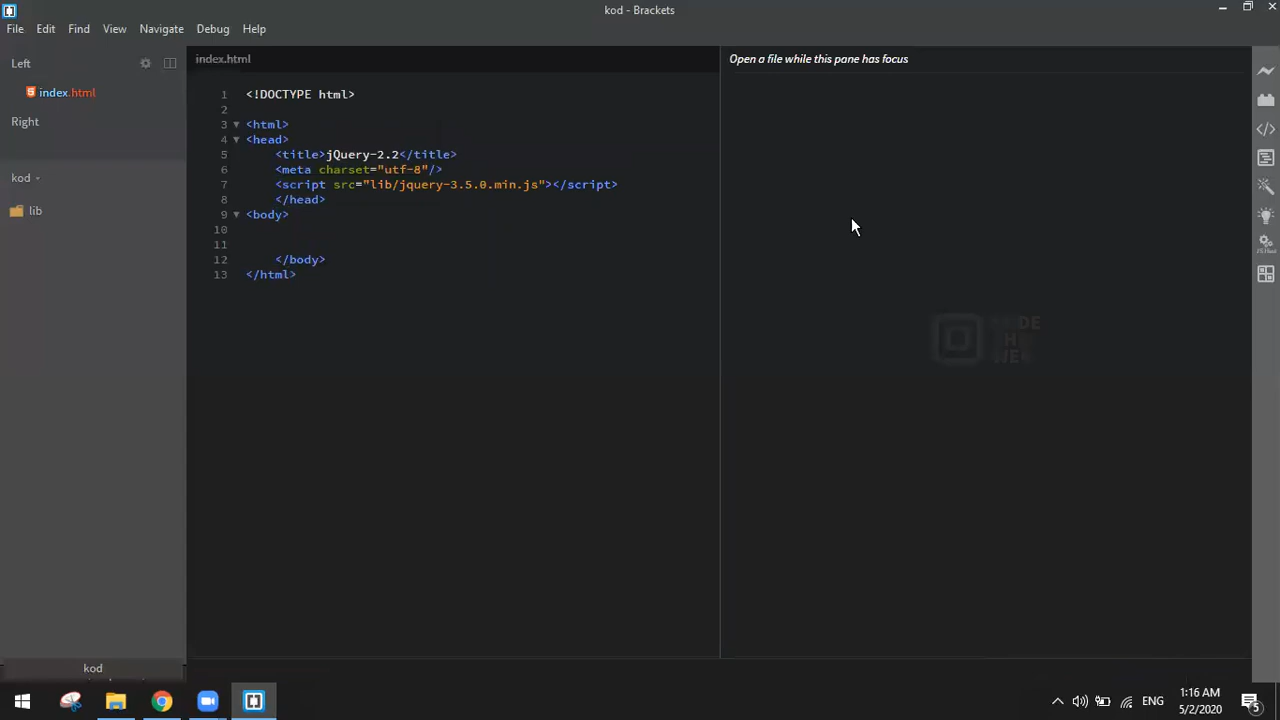 kod - Brackets
File Edit Find View Navigate Debug Help
Left
index.html
Right
kod
lib
index.html
1 <!DOCTYPE html>
2
3 <html>
4 <head>
5 <title>jQuery-2.2</title>
6 <meta charset="utf-8"/>
7 <script src="lib/jquery-3.5.0.min.js"></script>
8 </head>
9 <body>
10
11
12 </body>
13 </html>
Open a file while this pane has focus
kod
ENG
1:16 AM
5/2/2020
5